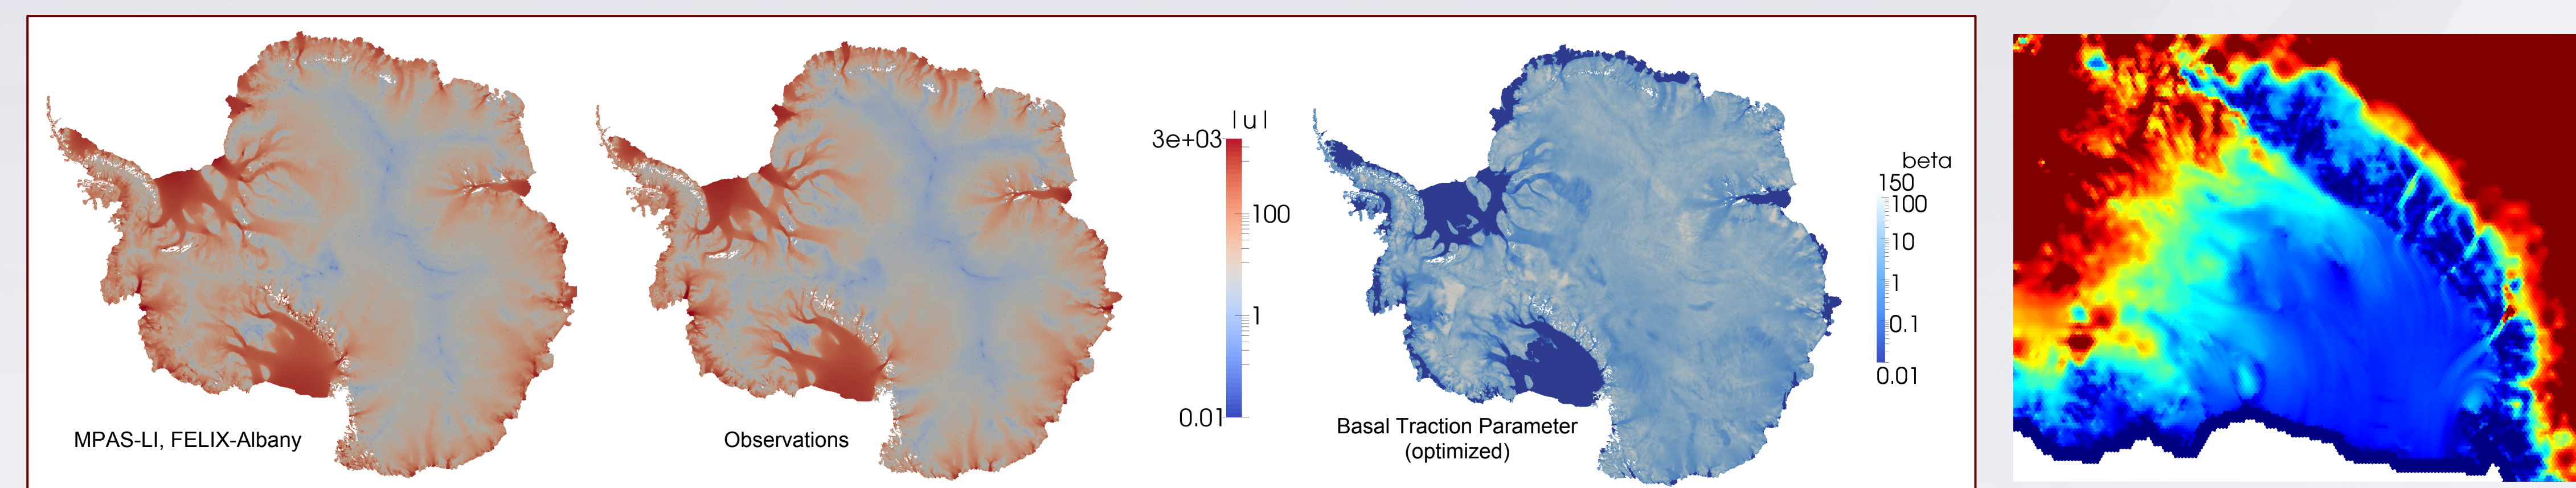 MPAS-LI, FELIX-Albany
Observations
|u|
3e+03
100
1
0.01
Basal Traction Parameter
(optimized)
beta
150
100
10
1
0.1
0.01